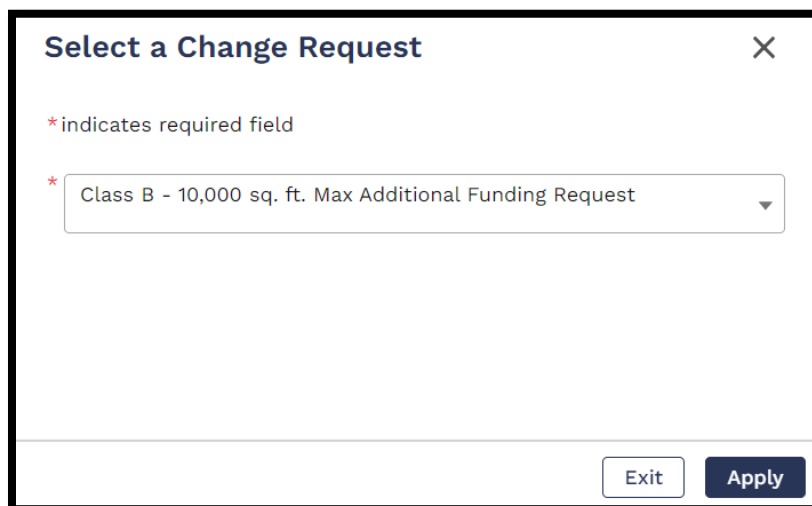 Select a Change Request
* indicates required field
* Class B - 10,000 sq. ft. Max Additional Funding Request
Exit Apply